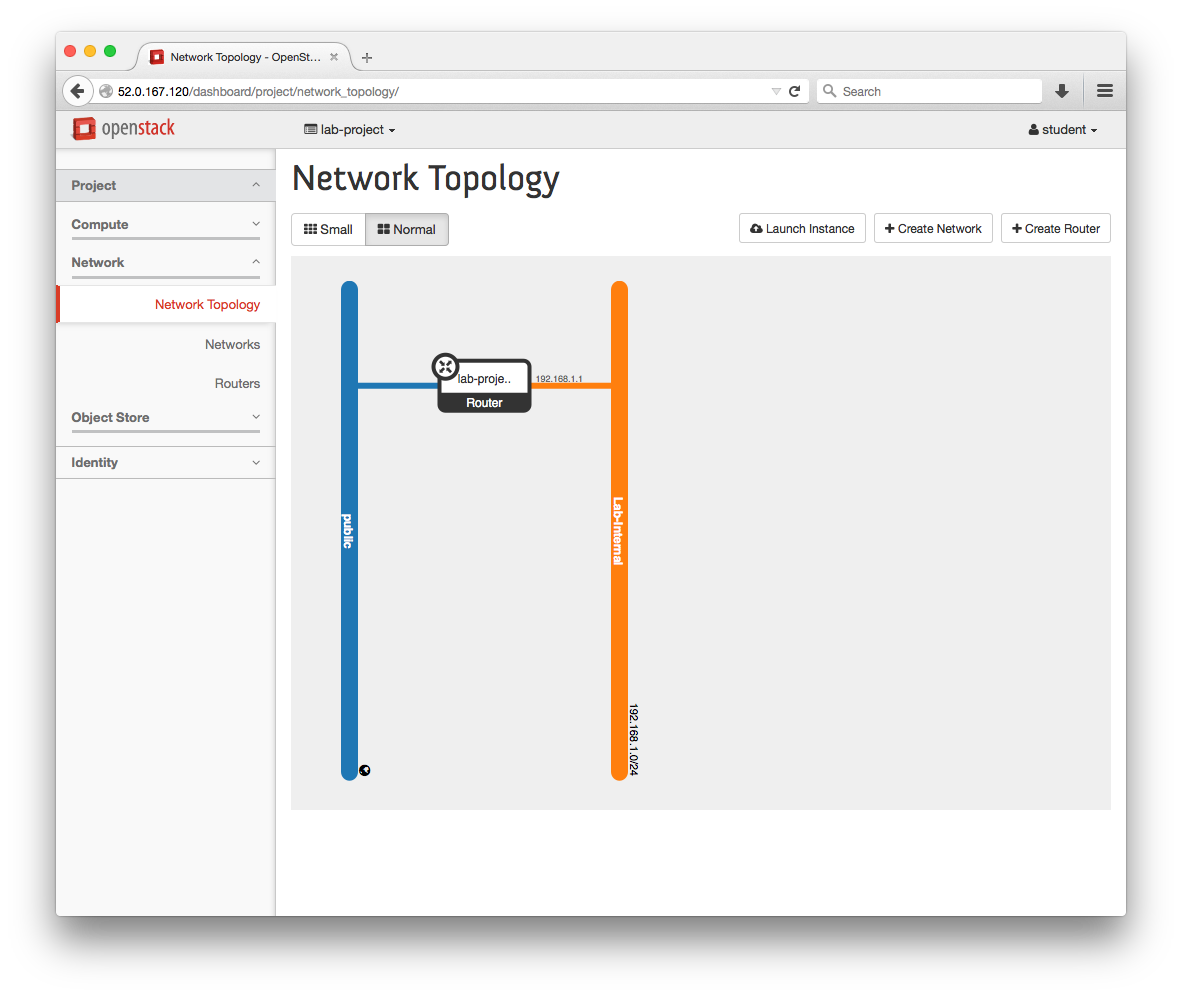 Network Topology - OpenSt...
52.0.167.120/dashboard/project/network_topology/
Search
openstack
lab-project
student
Project
Compute
Network
Network Topology
Networks
Routers
Object Store
Identity
Network Topology
Small
Normal
Launch Instance
Create Network
Create Router
public
lab-proje..
Router
192.168.1.1
Lab-Internal
192.168.1.0/24